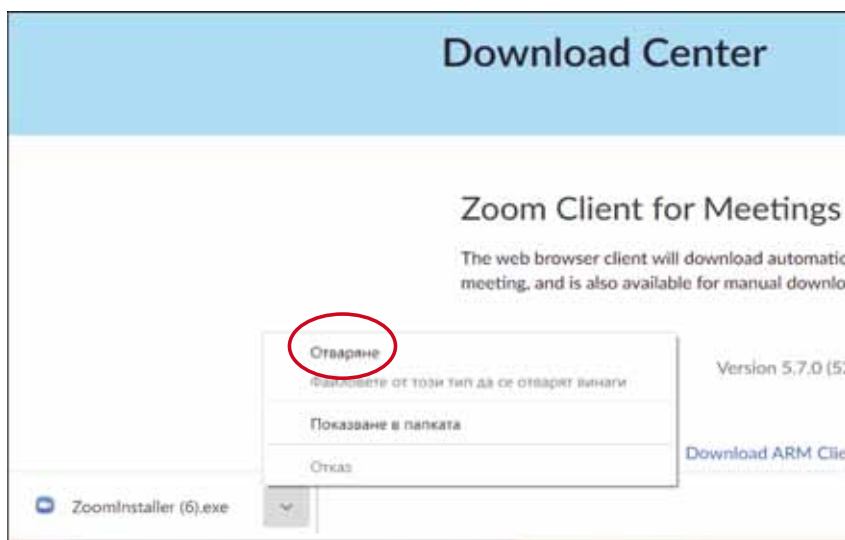 Download Center
Zoom Client for Meetings
The web browser client will download automatic
meeting, and is also available for manual downlo
Отваряне
Файловете от този тип да се отварят винаги
Version 5.7.0 (52
Показване в папката
Download ARM Clie
Отказ
ZoomInstaller (6).exe